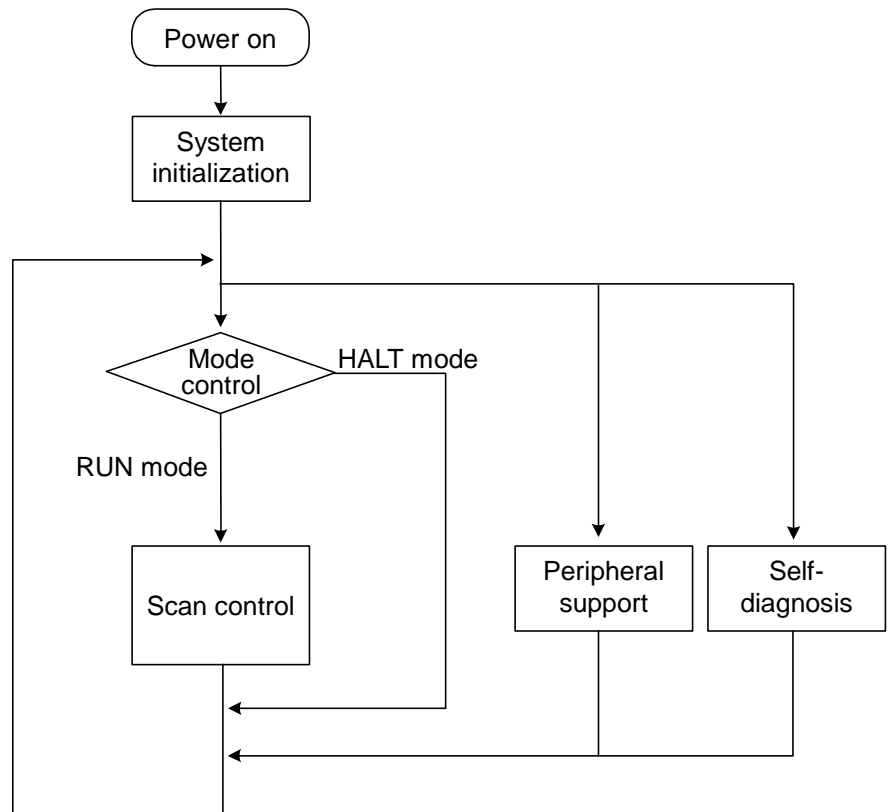 Power on
System
initialization
Mode
control
HALT mode
RUN mode
Scan control
Peripheral
support
Self-
diagnosis